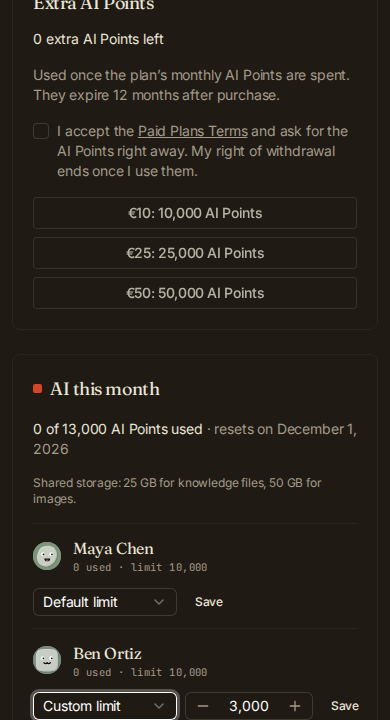 Extra AI Points
0 extra AI Points left
Used once the plan's monthly AI Points are spent.
They expire 12 months after purchase.
I accept the Paid Plans Terms and ask for the
AI Points right away. My right of withdrawal
ends once I use them.
€10: 10,000 AI Points
€25: 25,000 AI Points
€50: 50,000 AI Points
AI this month
0 of 13,000 AI Points used · resets on December 1,
2026
Shared storage: 25 GB for knowledge files, 50 GB for
images.
Maya Chen
0 used · limit 10,000
Default limit
Save
Ben Ortiz
0 used · limit 10,000
Custom limit
− 3,000 +
Save